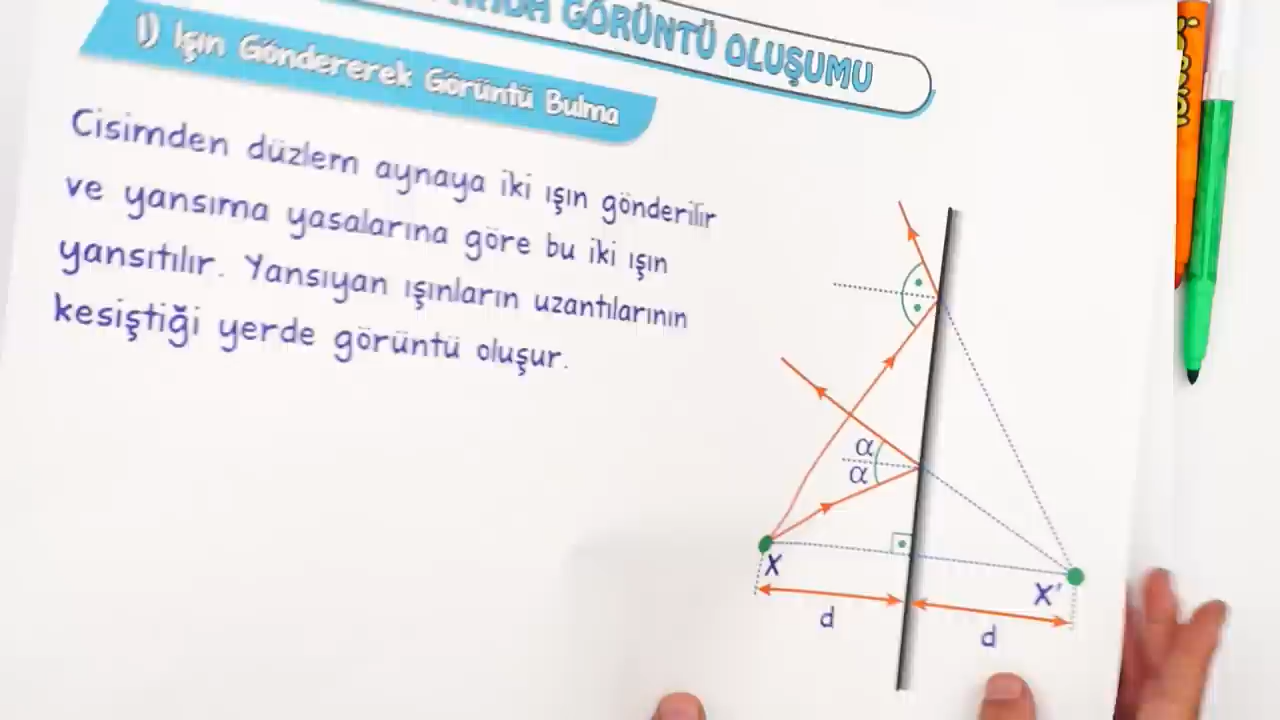 GÖRÜNTÜ OLUŞUMU
1) Işın Göndererek Görüntü Bulma
Cisimden düzlem aynaya iki ışın gönderilir
ve yansıma yasalarına göre bu iki ışın
yansıtılır. Yansıyan ışınların uzantılarının
kesiştiği yerde görüntü oluşur.
α
α
X
X'
d
d